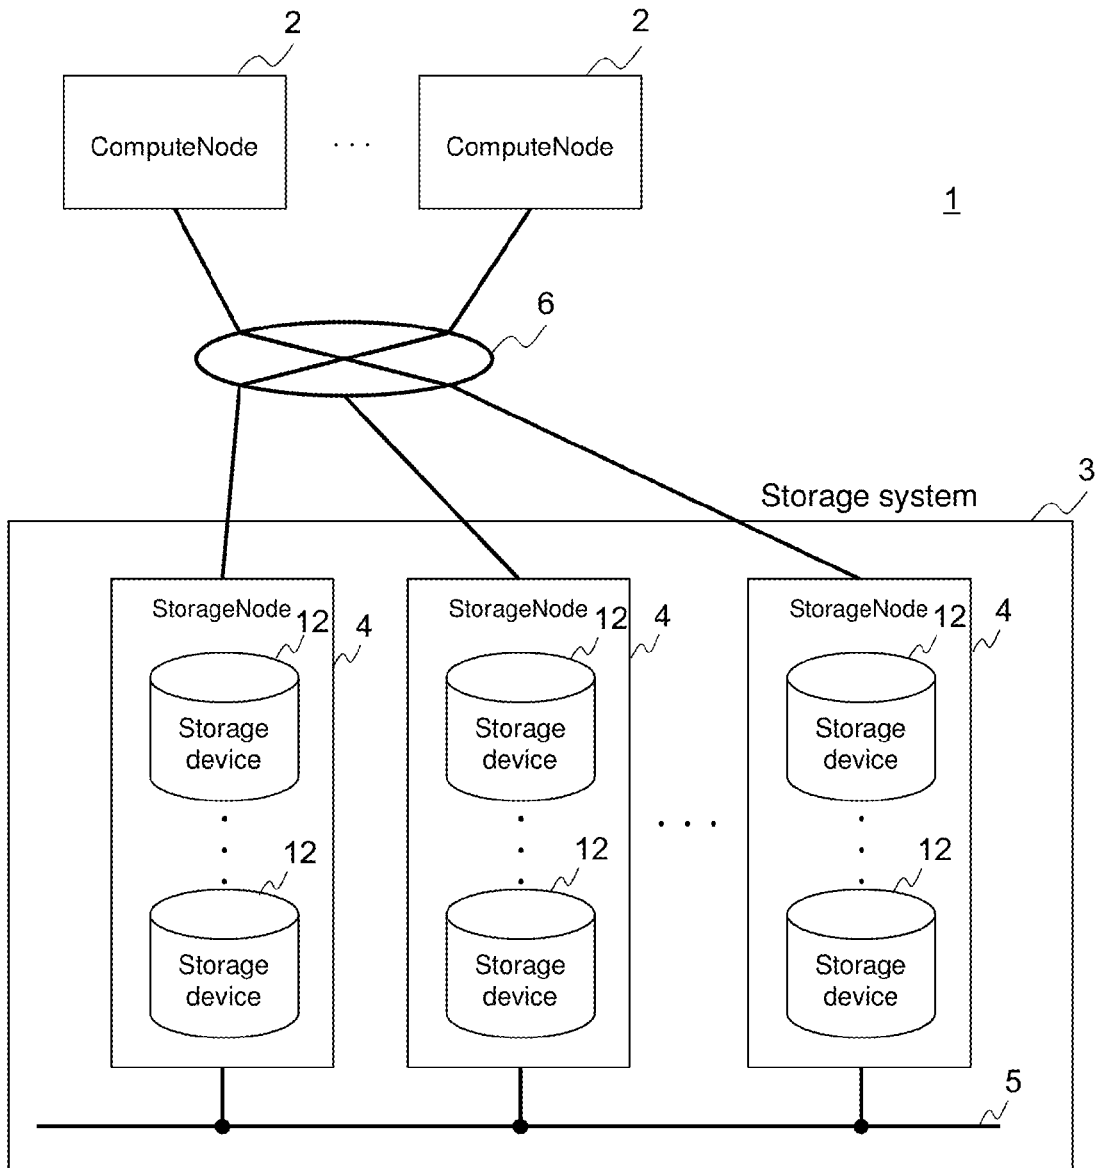 2 2
ComputeNode ... ComputeNode
1
6
3
Storage system
StorageNode StorageNode StorageNode
12 4 12 4 12 4
Storage device Storage device Storage device
12 12 12
... 
Storage device Storage device Storage device
5